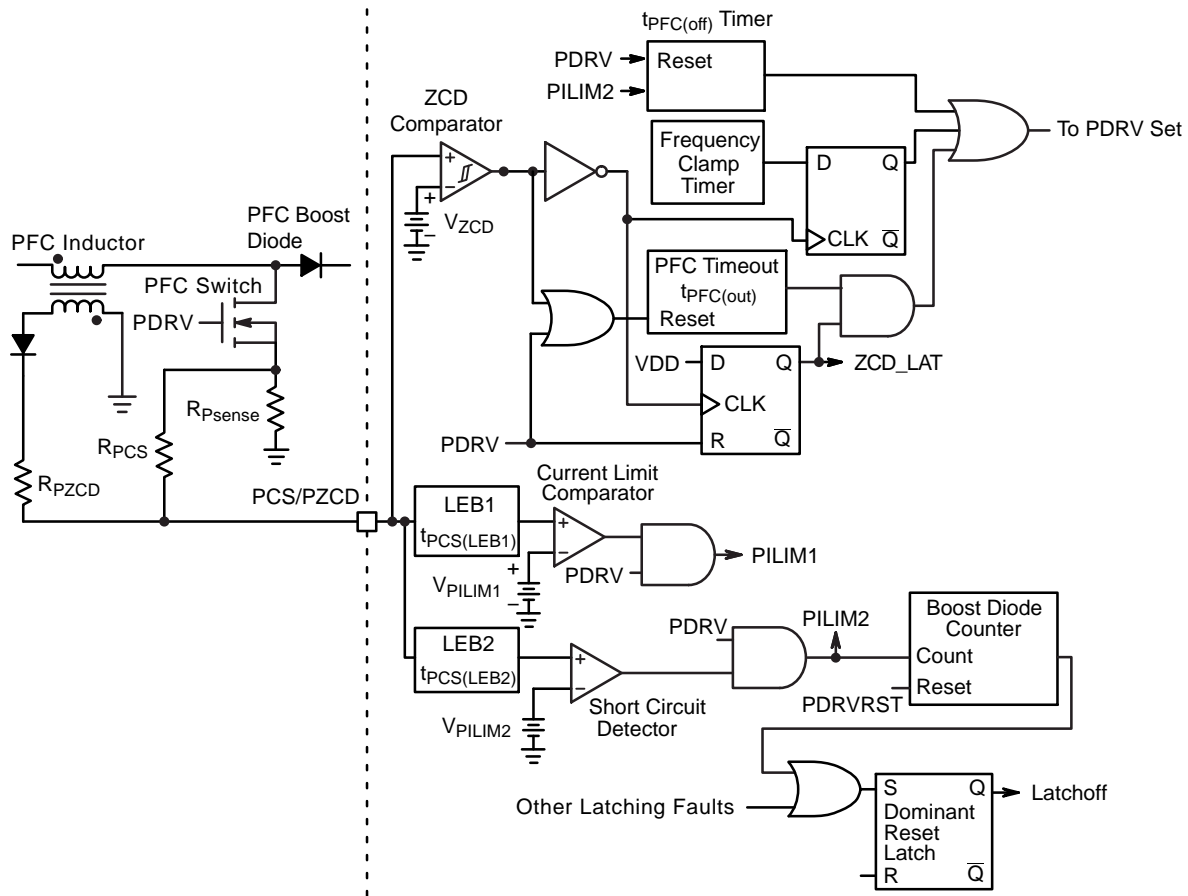 tPFC(off) Timer
PDRV
PILIM2
Reset
To PDRV Set
ZCD
Comparator
+
−
+
−
VZCD
Frequency
Clamp
Timer
D
Q
CLK
Q
PFC Boost
Diode
PFC Inductor
PFC Switch
PDRV
PFC Timeout
tPFC(out)
Reset
VDD
D
Q
ZCD_LAT
CLK
R
Q
PDRV
RPsense
RPCS
RPZCD
PCS/PZCD
LEB1
tPCS(LEB1)
Current Limit
Comparator
+
−
+
−
VPILIM1
PDRV
PILIM1
LEB2
tPCS(LEB2)
+
−
VPILIM2
Short Circuit
Detector
PDRV
PILIM2
Boost Diode
Counter
Count
Reset
PDRVRST
Other Latching Faults
S
Q
Latchoff
Dominant
Reset
Latch
R
Q